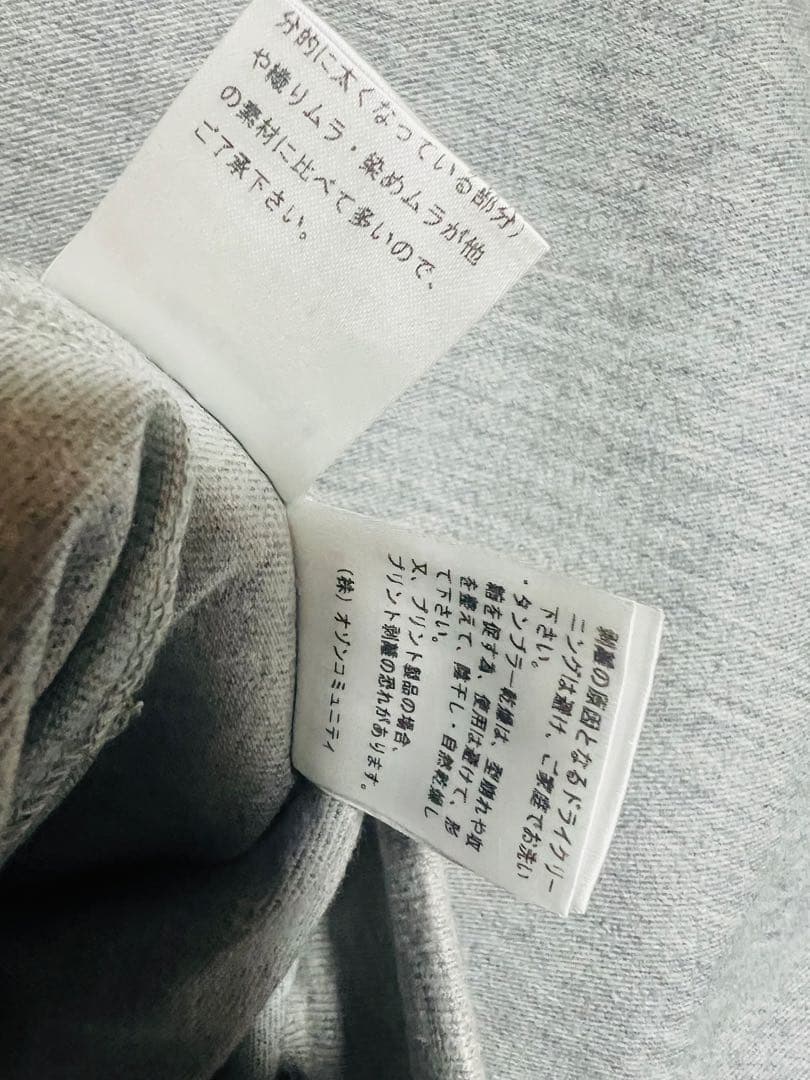 分的に太くなっている部分)
や織りムラ・染めムラが他
の素材に比べて多いので、
ご了承下さい。
剥離の原因となるドライクリー
ニングは避け、ご家庭でお洗い
下さい。
・タンブラー乾燥は、型崩れや収
縮を促す為、使用は避けて、形
を整えて、陰干し・自然乾燥し
て下さい。
又、プリント製品の場合、
プリント剥離の恐れがあります。
(株)オゾンコミュニティ